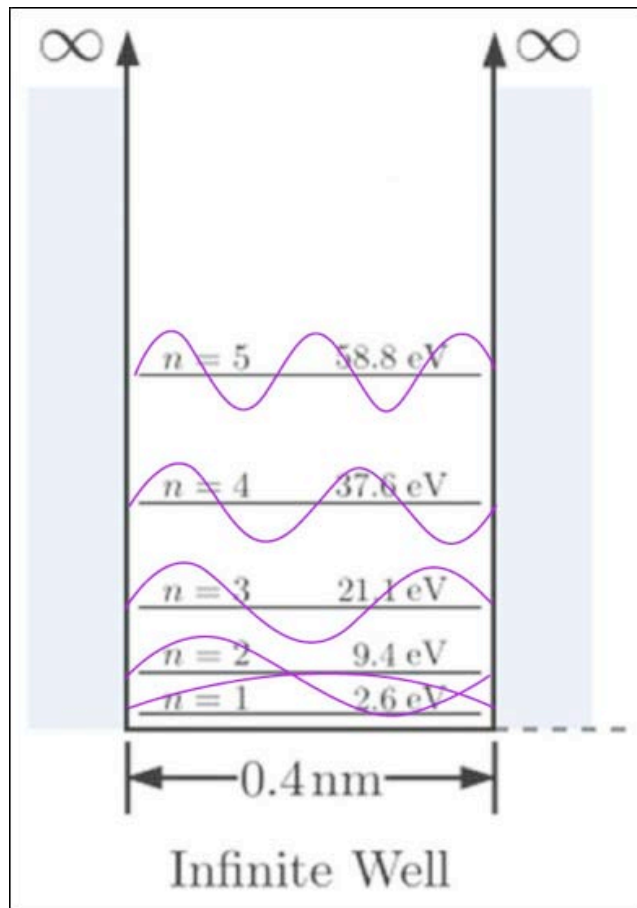 ∞ ∞
n = 5 58.8 eV
n = 4 37.6 eV
n = 3 21.1 eV
n = 2 9.4 eV
n = 1 2.6 eV
0.4 nm
Infinite Well